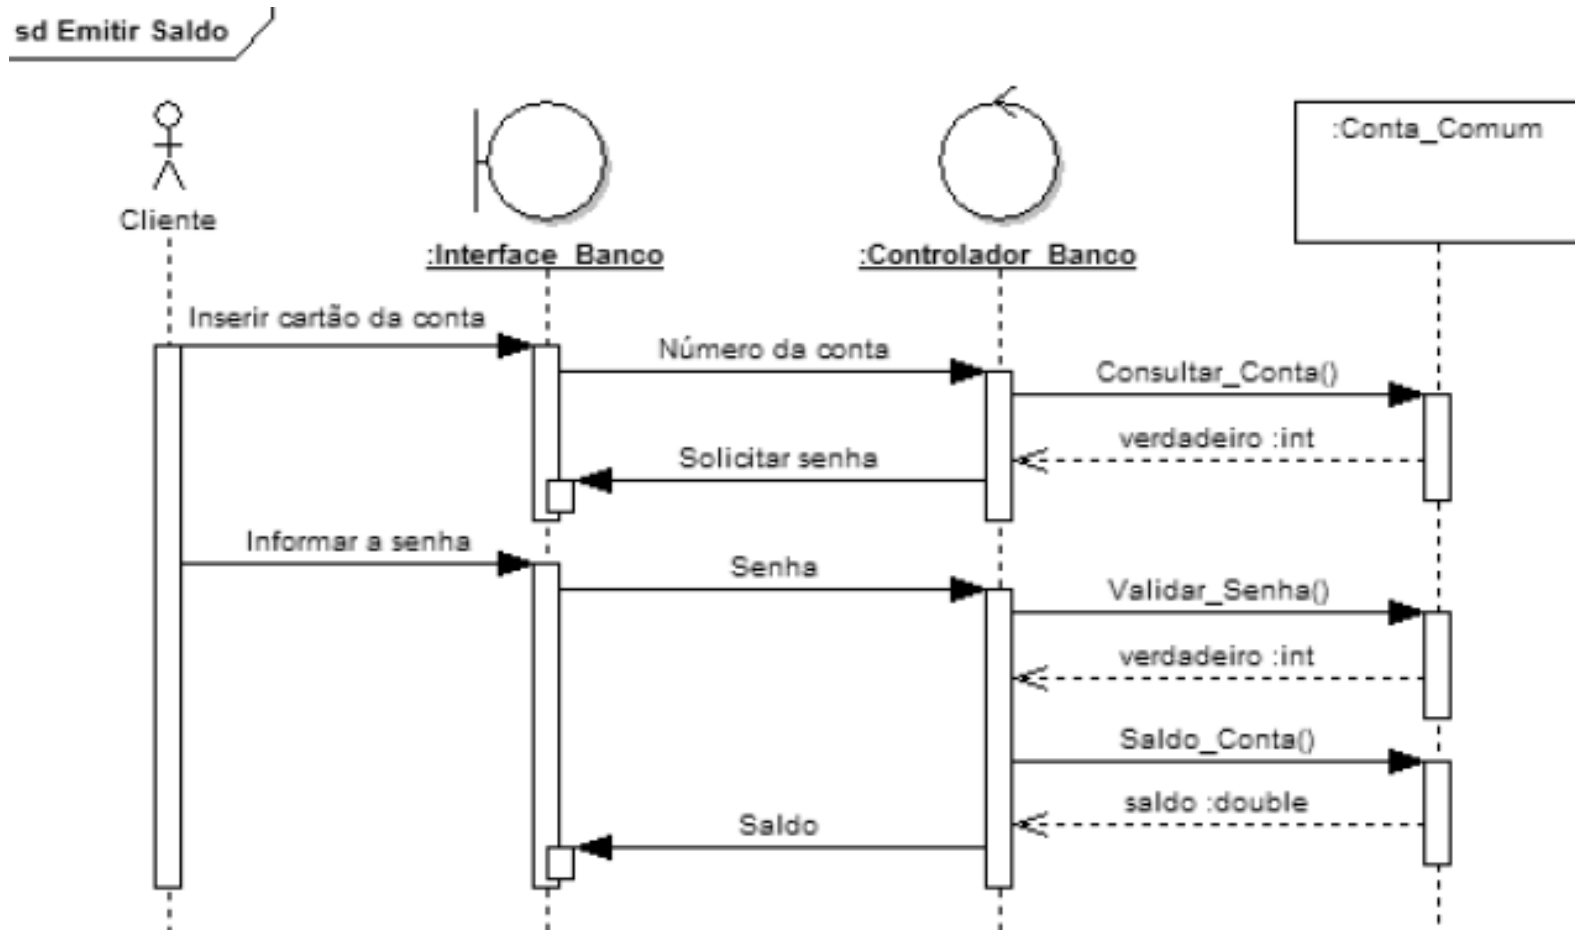 sd Emitir Saldo
:Conta_Comum
Cliente
:Interface_Banco
:Controlador_Banco
Inserir cartão da conta
Número da conta
Consultar_Conta()
verdadeiro :int
Solicitar senha
Informar a senha
Senha
Validar_Senha()
verdadeiro :int
Saldo_Conta()
saldo :double
Saldo